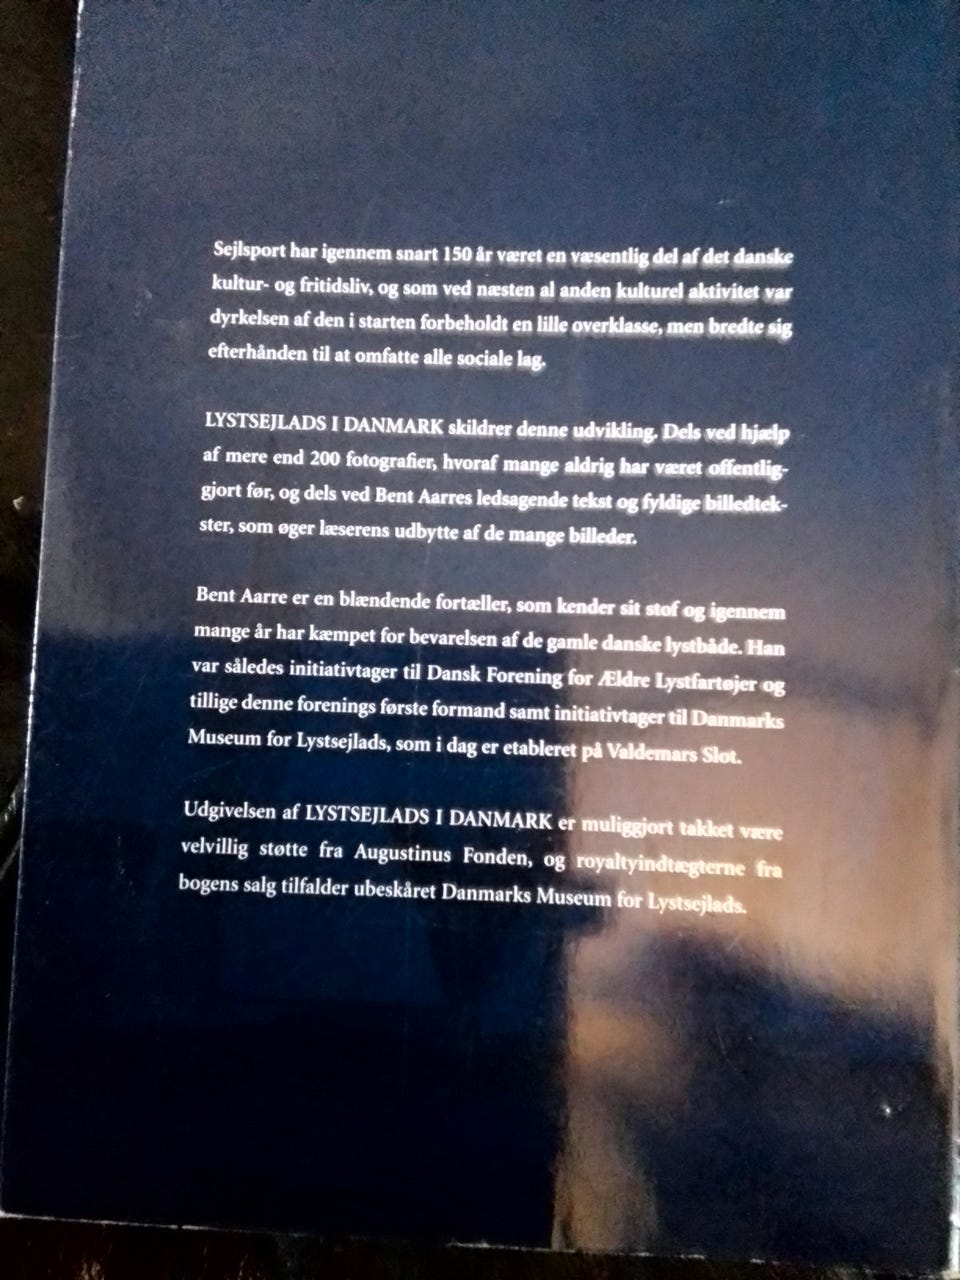 Sejlsport har igennem snart 150 år været en væsentlig del af det danske
kultur- og fritidsliv, og som ved næsten al anden kulturel aktivitet var
dyrkelsen af den i starten forbeholdt en lille overklasse, men bredte sig
efterhånden til at omfatte alle sociale lag.
LYSTSEJLADS I DANMARK skildrer denne udvikling. Dels ved hjælp
af mere end 200 fotografier, hvoraf mange aldrig har været offentlig-
gjort før, og dels ved Bent Aarres ledsagende tekst og fyldige billedtek-
ster, som øger læserens udbytte af de mange billeder.
Bent Aarre er en blændende fortæller, som kender sit stof og igennem
mange år har kæmpet for bevarelsen af de gamle danske lystbåde. Han
var således initiativtager til Dansk Forening for Ældre Lystfartøjer og
tillige denne forenings første formand samt initiativtager til Danmarks
Museum for Lystsejlads, som i dag er etableret på Valdemars Slot.
Udgivelsen af LYSTSEJLADS I DANMARK er muliggjort takket være
velvillig støtte fra Augustinus Fonden, og royaltyindtægterne fra
bogens salg tilfalder ubeskåret Danmarks Museum for Lystsejlads.